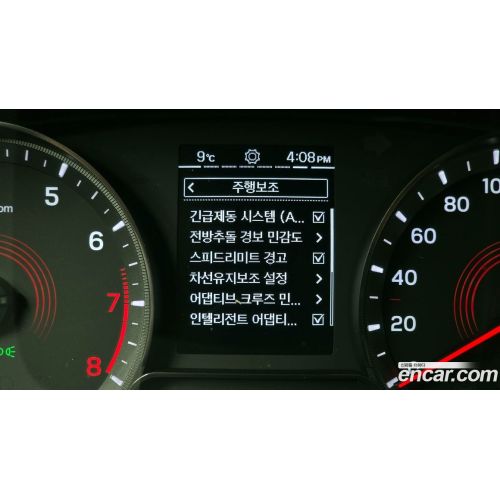 9℃ 4:08PM
주행보조
긴급제동 시스템 (A...
전방추돌 경보 민감도
스피드리미트 경고
차선유지보조 설정
어댑티브크루즈 민...
인텔리전트 어댑티...
5
6
7
8
om
20
40
60
80
10
encar.com